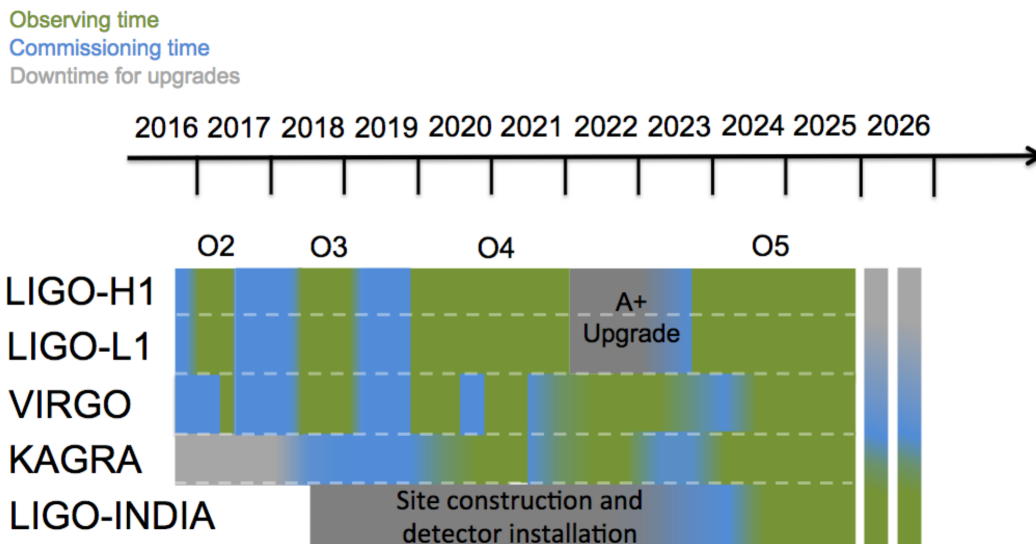 Observing time
Commissioning time
Downtime for upgrades
2016 2017 2018 2019 2020 2021 2022 2023 2024 2025 2026
O2 O3 O4 O5
LIGO-H1
A+
Upgrade
LIGO-L1
VIRGO
KAGRA
LIGO-INDIA
Site construction and
detector installation